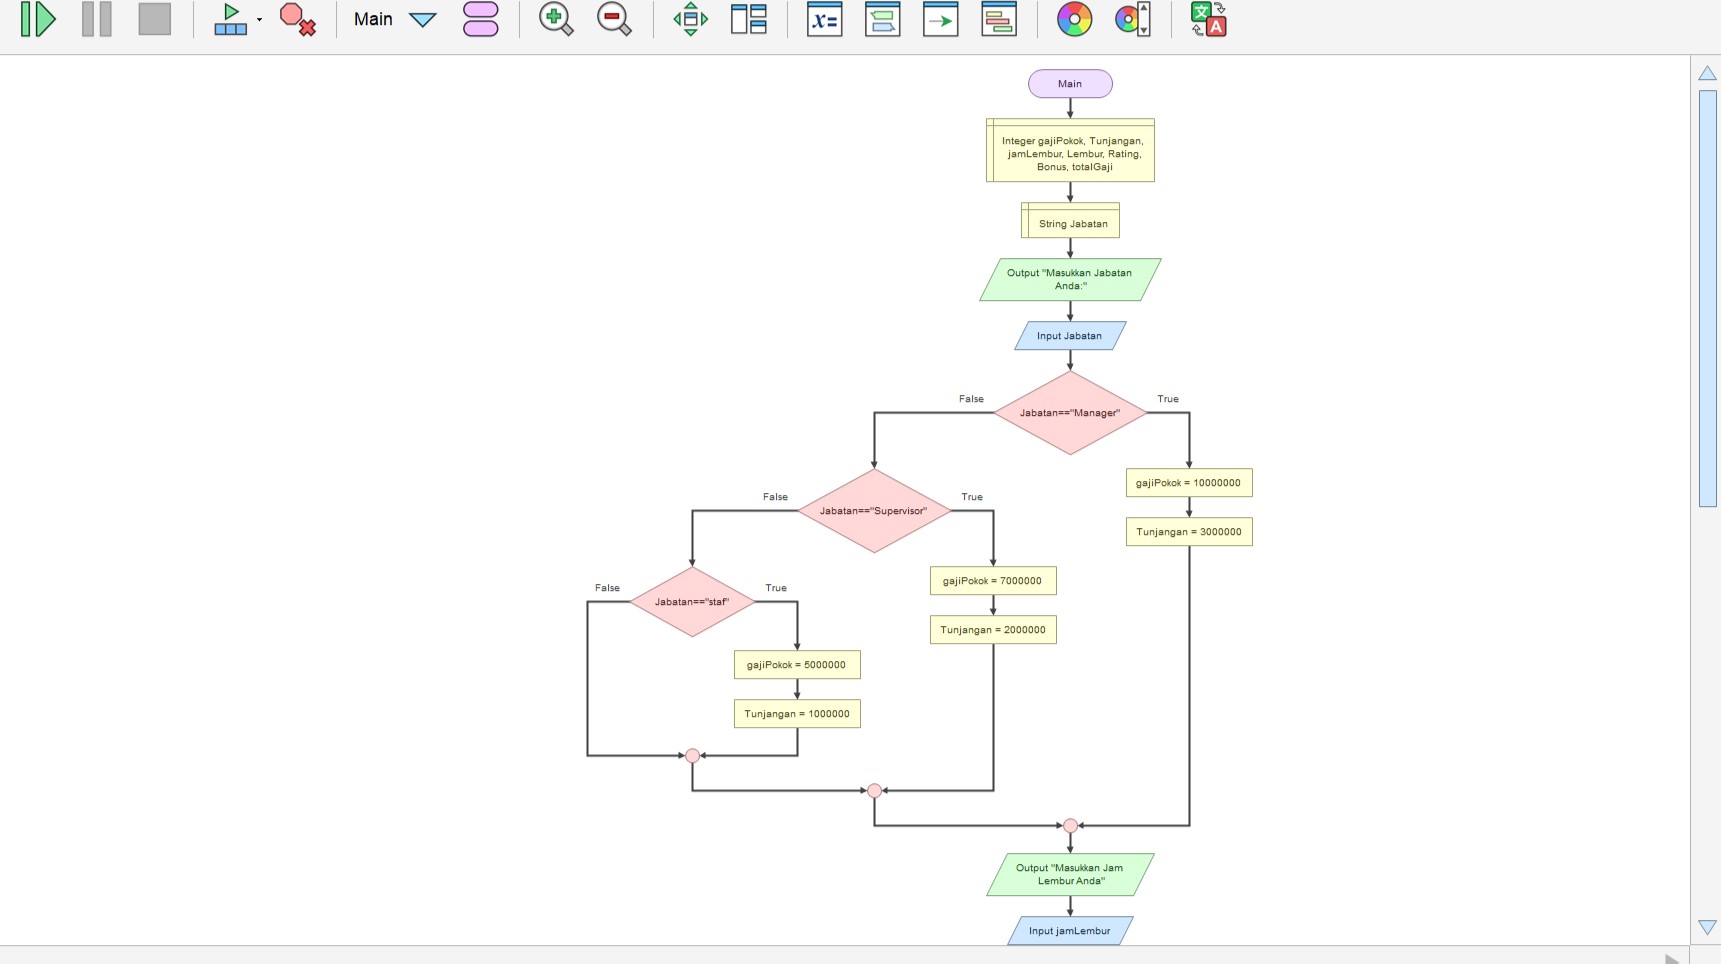 Main
x=
文
A
Main
Integer gajiPokok, Tunjangan,
jamLembur, Lembur, Rating,
Bonus, totalGaji
String Jabatan
Output "Masukkan Jabatan
Anda:"
Input Jabatan
False
Jabatan=="Manager"
True
gajiPokok = 10000000
Tunjangan = 3000000
False
Jabatan=="Supervisor"
True
gajiPokok = 7000000
Tunjangan = 2000000
False
Jabatan=="staf"
True
gajiPokok = 5000000
Tunjangan = 1000000
Output "Masukkan Jam
Lembur Anda"
Input jamLembur